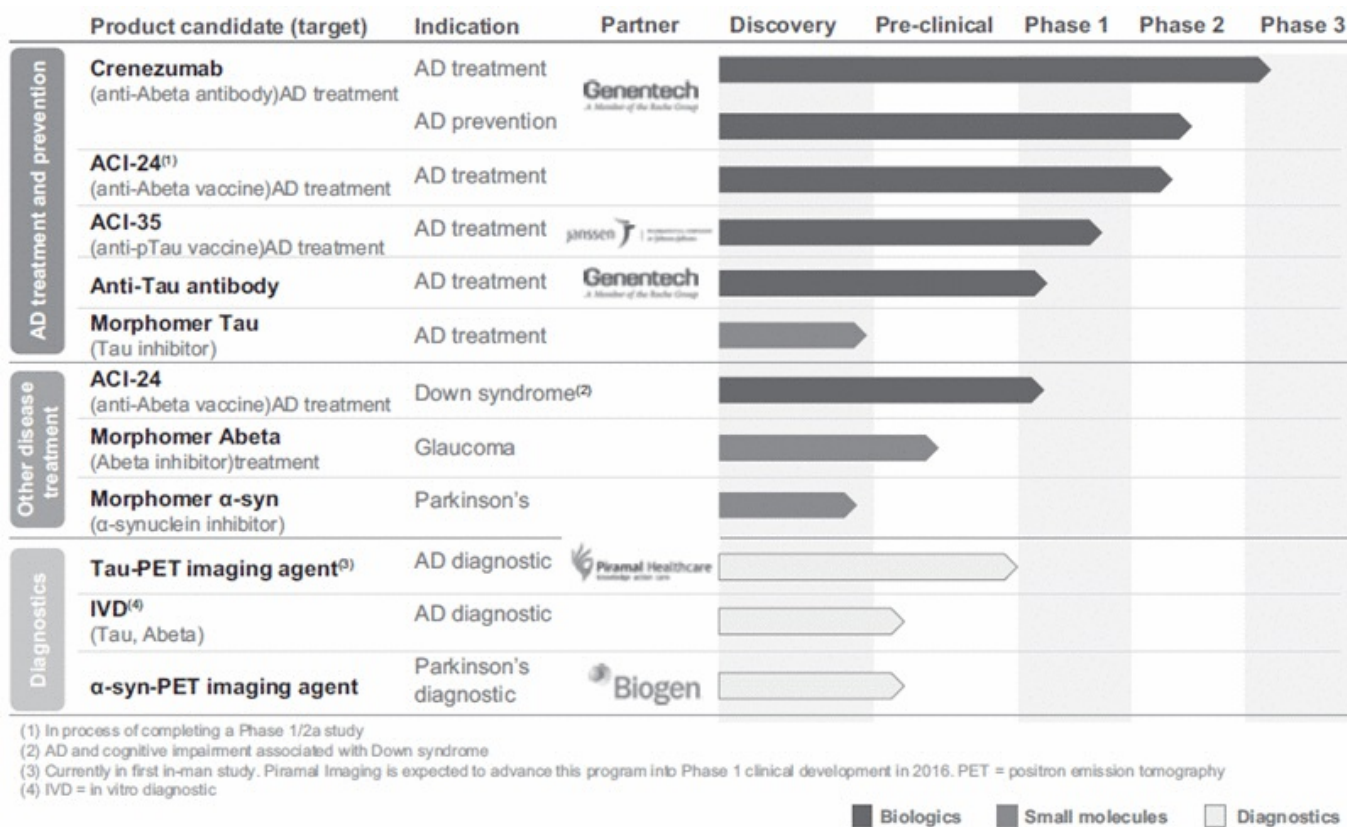 Product candidate (target) Indication Partner Discovery Pre-clinical Phase 1 Phase 2 Phase 3
AD treatment and prevention
Crenezumab AD treatment
(anti-Abeta antibody)AD treatment
Genentech
A Member of the Roche Group
AD prevention
ACI-24(1) AD treatment
(anti-Abeta vaccine)AD treatment
ACI-35 AD treatment janssen
(anti-pTau vaccine)AD treatment
Anti-Tau antibody AD treatment Genentech
A Member of the Roche Group
Morphomer Tau AD treatment
(Tau inhibitor)
Other disease
treatment
ACI-24 Down syndrome(2)
(anti-Abeta vaccine)AD treatment
Morphomer Abeta Glaucoma
(Abeta inhibitor)treatment
Morphomer α-syn Parkinson's
(α-synuclein inhibitor)
Diagnostics
Tau-PET imaging agent(3) AD diagnostic Piramal Healthcare
knowledge action care
IVD(4) AD diagnostic
(Tau, Abeta)
α-syn-PET imaging agent Parkinson's
diagnostic Biogen
(1) In process of completing a Phase 1/2a study
(2) AD and cognitive impairment associated with Down syndrome
(3) Currently in first in-man study. Piramal Imaging is expected to advance this program into Phase 1 clinical development in 2016. PET = positron emission tomography
(4) IVD = in vitro diagnostic
Biologics Small molecules Diagnostics